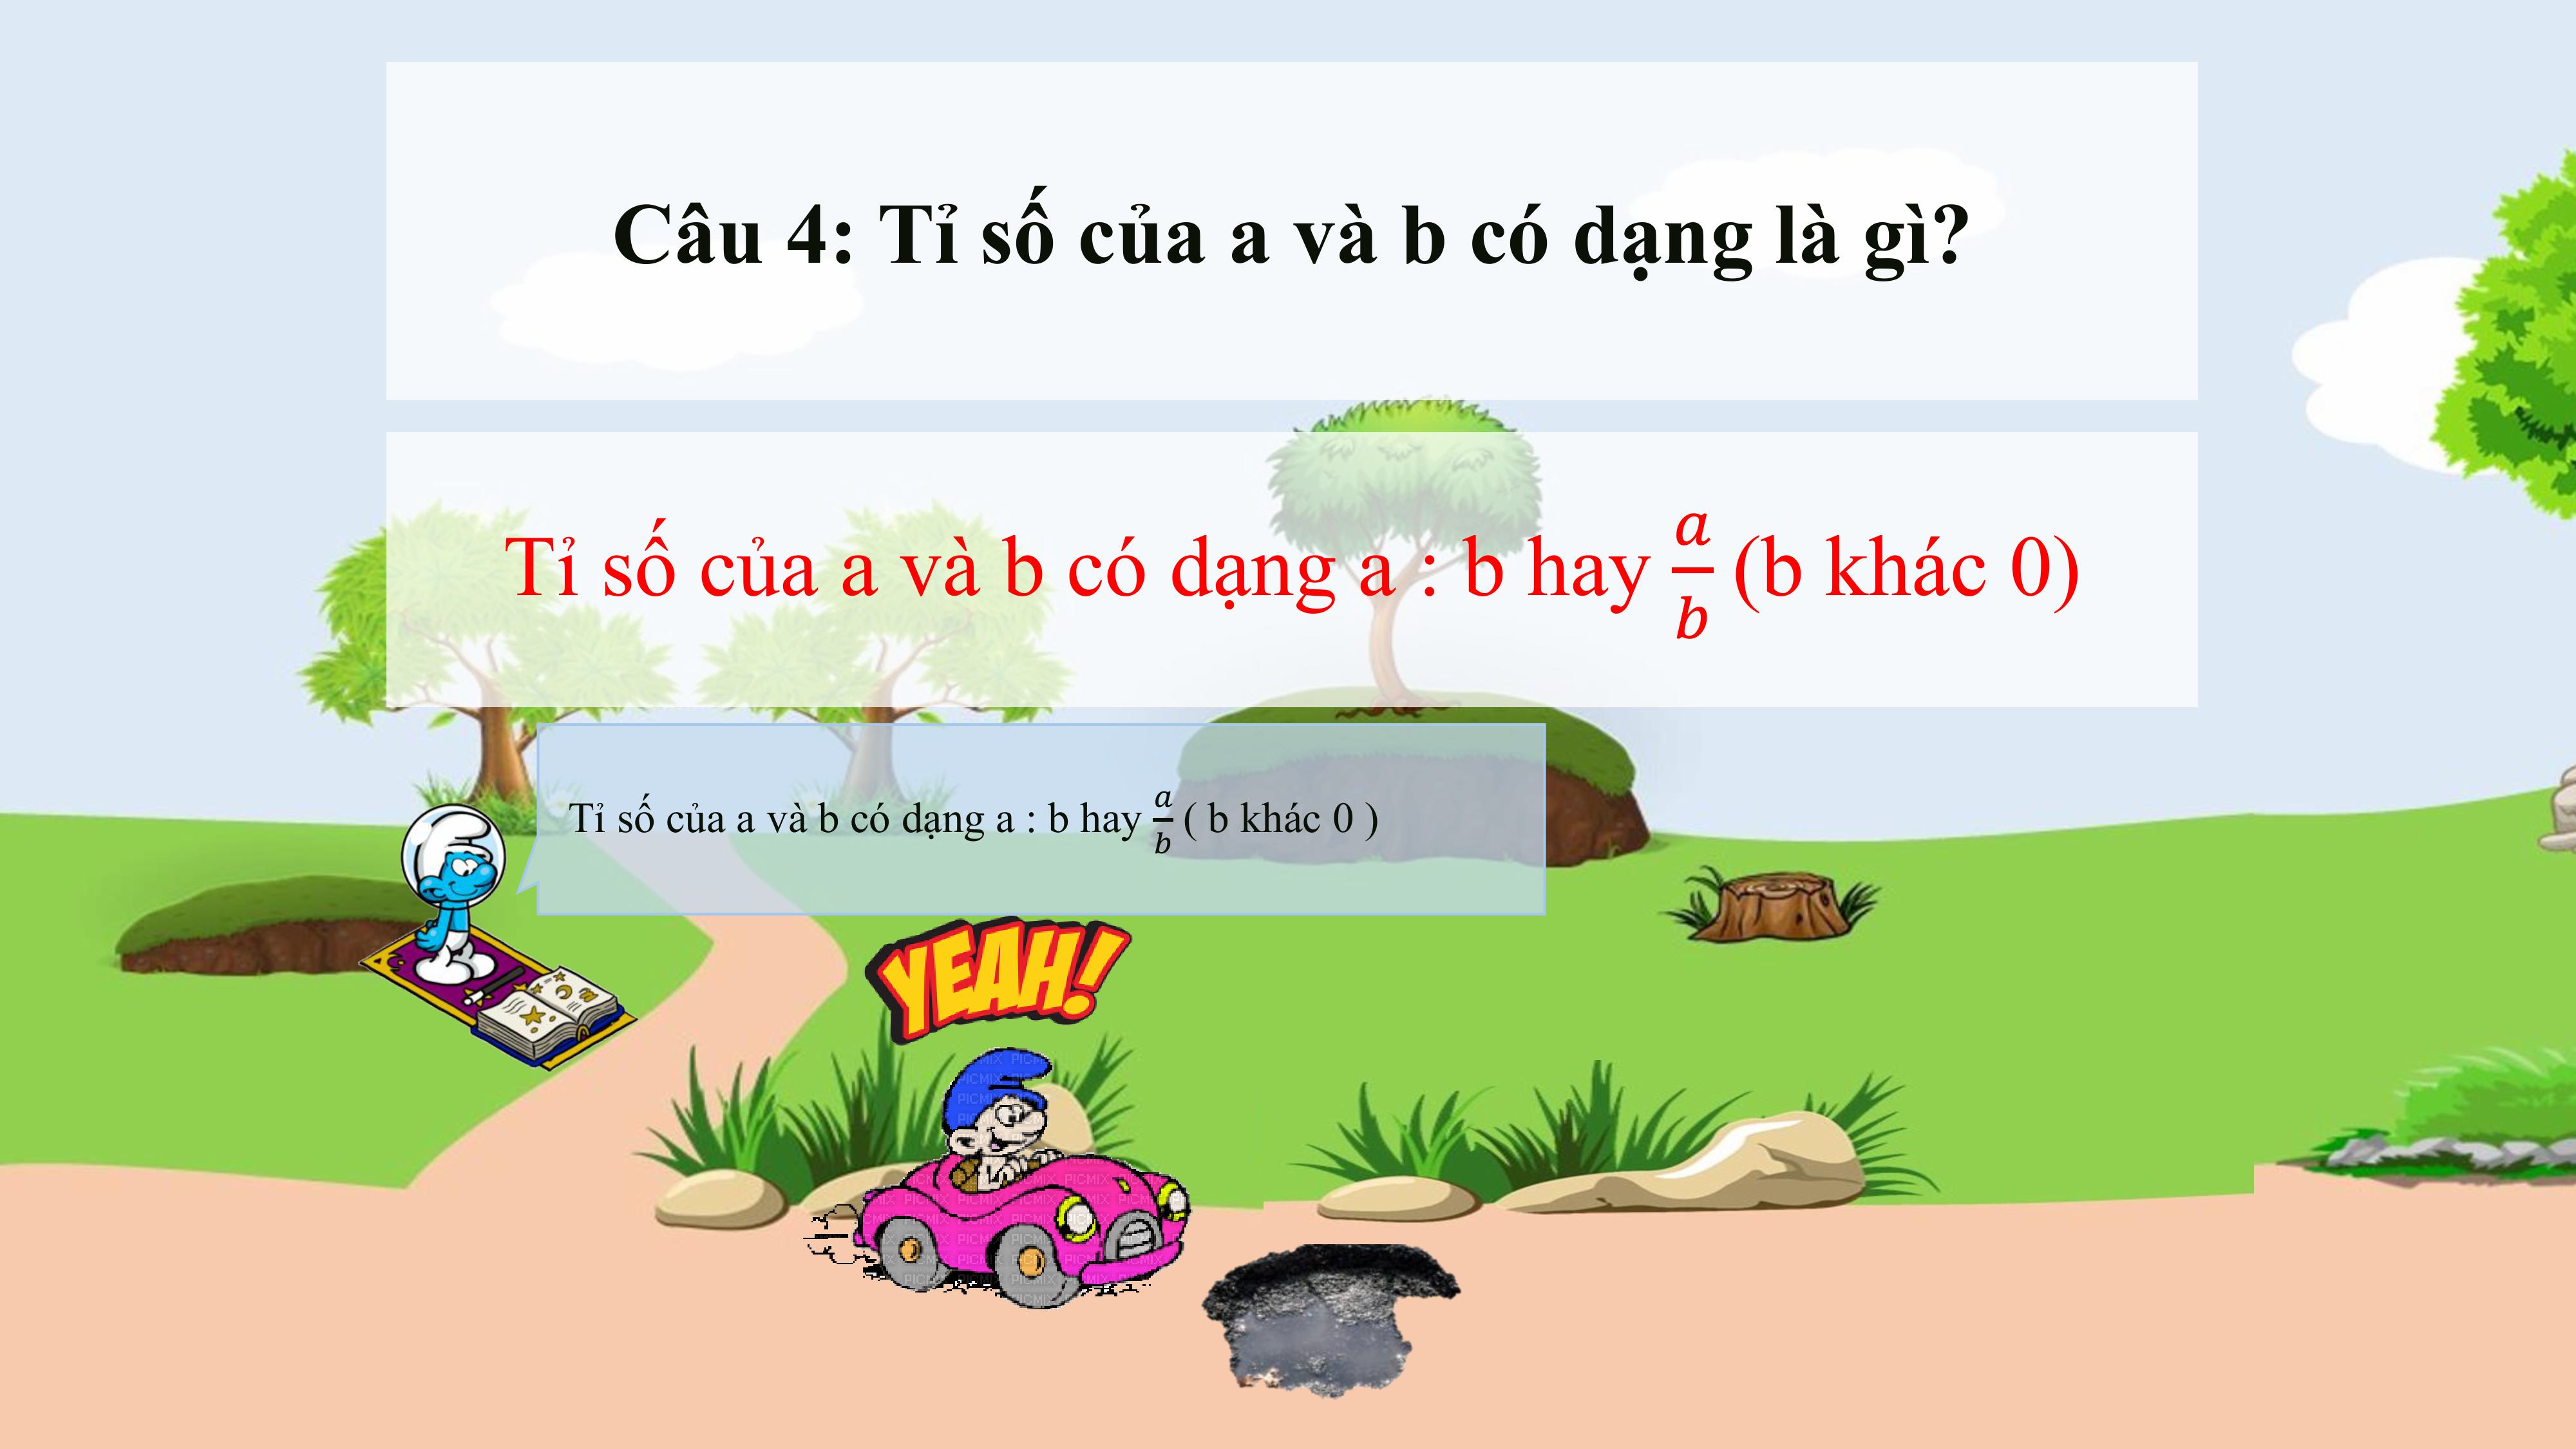 Câu 4: Tỉ số của a và b có dạng là gì?
Tỉ số của a và b có dạng a : b hay a/b (b khác 0)
Tỉ số của a và b có dạng a : b hay a/b ( b khác 0 )
YEAH!